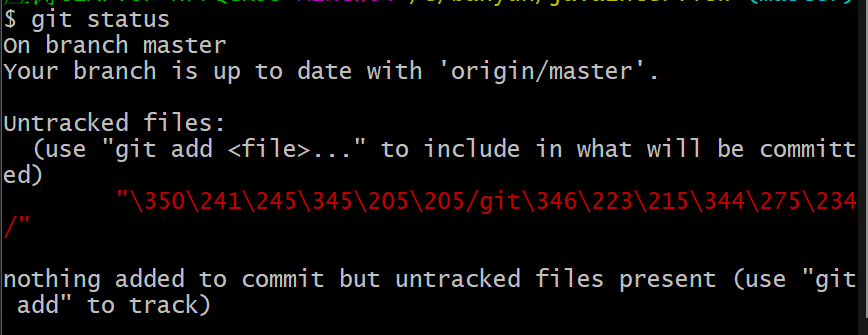 $ git status
On branch master
Your branch is up to date with 'origin/master'.
Untracked files:
(use "git add <file>..." to include in what will be committ
ed)
"\350\241\245\345\205\205/git\346\223\215\344\275\234
/"
nothing added to commit but untracked files present (use "git
add" to track)